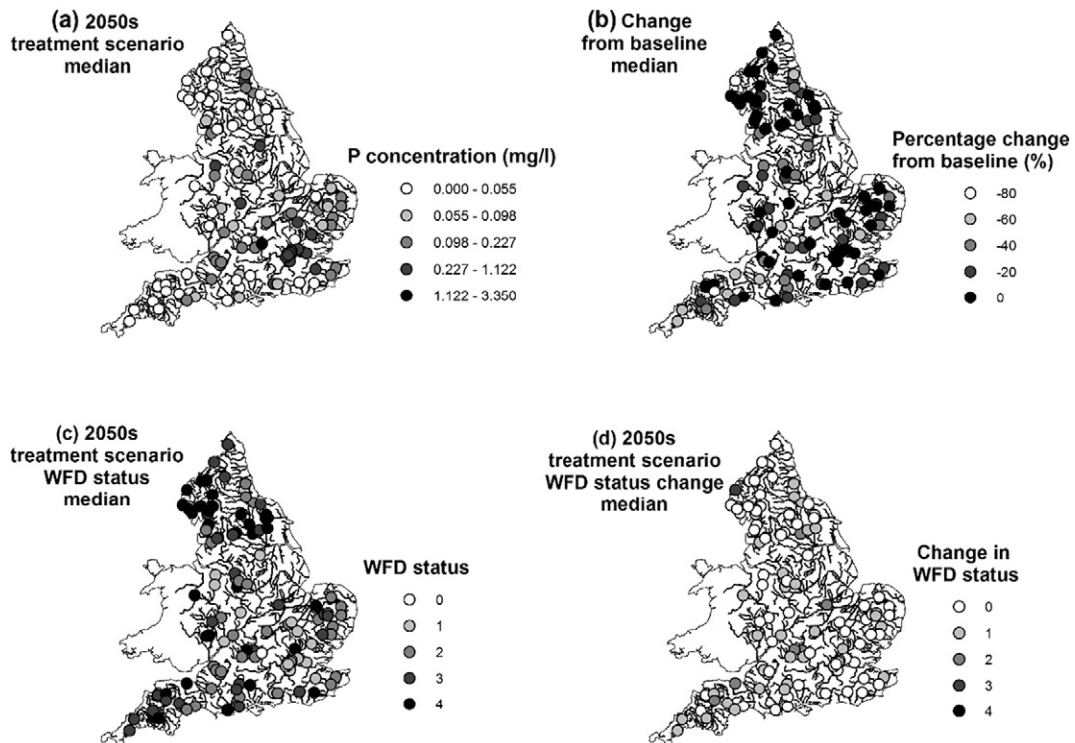 (a) 2050s
treatment scenario
median
P concentration (mg/l)
0.000 - 0.055
0.055 - 0.098
0.098 - 0.227
0.227 - 1.122
1.122 - 3.350
(b) Change
from baseline
median
Percentage change
from baseline (%)
-80
-60
-40
-20
0
(c) 2050s
treatment scenario
WFD status
median
WFD status
0
1
2
3
4
(d) 2050s
treatment scenario
WFD status change
median
Change in
WFD status
0
1
2
3
4